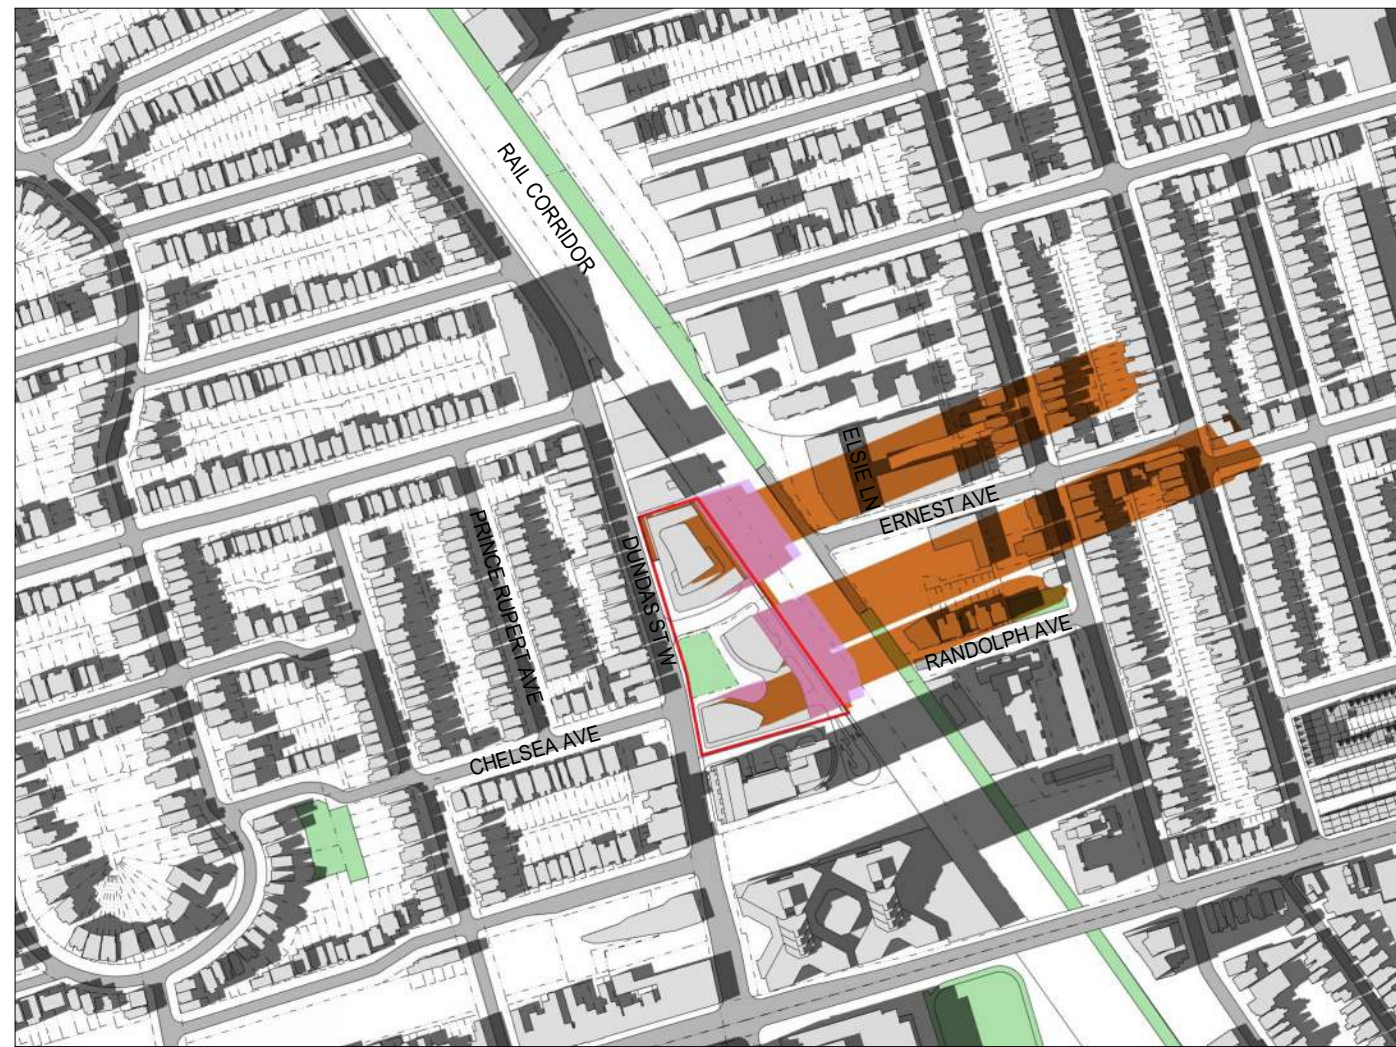 RAIL CORRIDOR
ELSIE LN
ERNEST AVE
PRINCE RUPERT AVE
DUNDAS ST W
RANDOLPH AVE
CHELSEA AVE